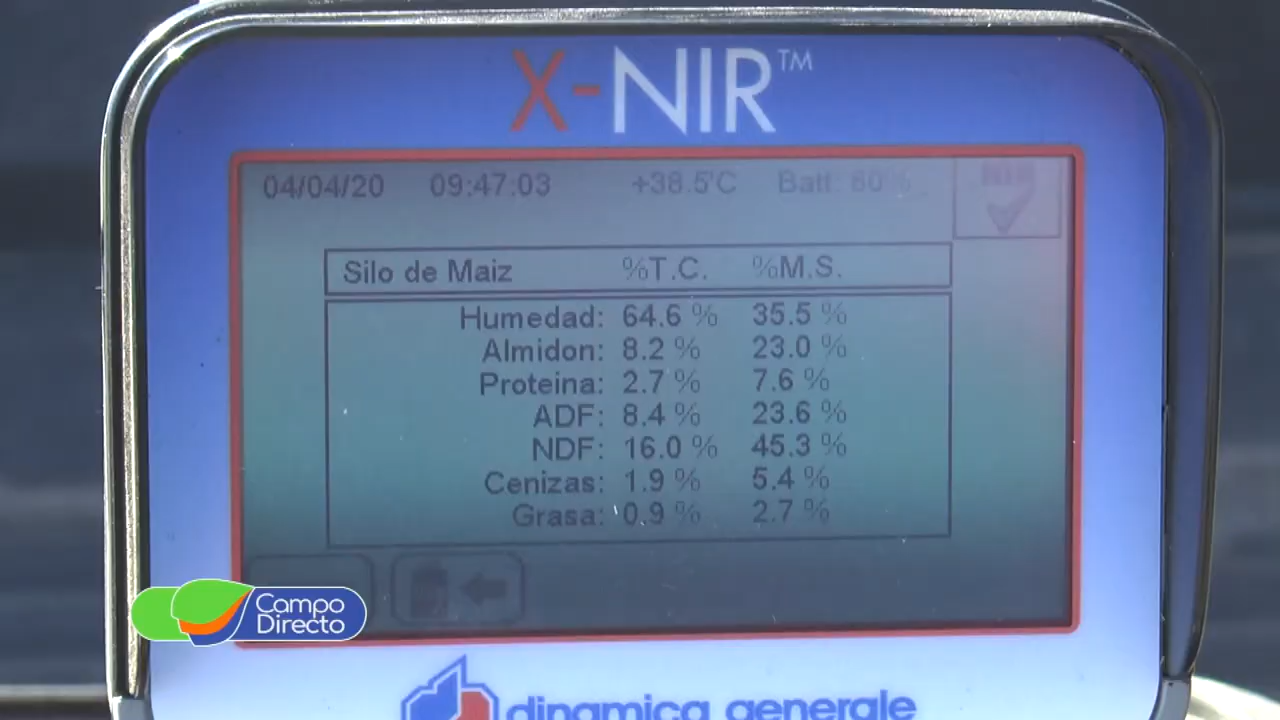 X-NIR™
04/04/20 09:47:03 +38.5°C Batt: 60%
Silo de Maiz %T.C. %M.S.
Humedad: 64.6 % 35.5 %
Almidon: 8.2 % 23.0 %
Proteina: 2.7 % 7.6 %
ADF: 8.4 % 23.6 %
NDF: 16.0 % 45.3 %
Cenizas: 1.9 % 5.4 %
Grasa: 0.9 % 2.7 %
Campo
Directo
dinamica generale